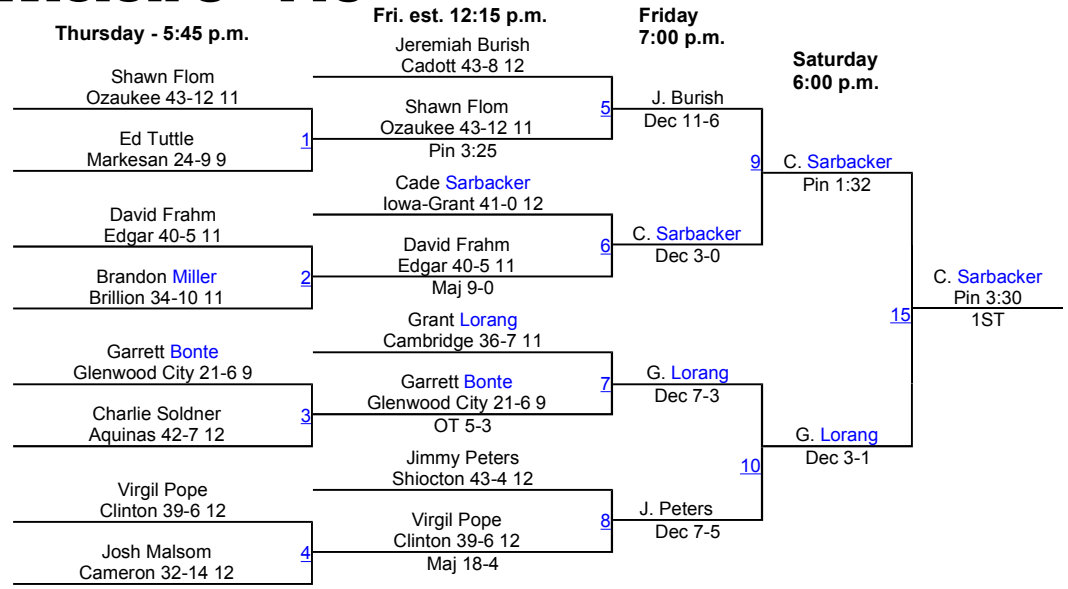 Thursday - 5:45 p.m.
Fri. est. 12:15 p.m.
Friday
7:00 p.m.
Saturday
6:00 p.m.
Shawn Flom
Ozaukee 43-12 11
Ed Tuttle
Markesan 24-9 9
1
David Frahm
Edgar 40-5 11
Brandon Miller
Brillion 34-10 11
2
Garrett Bonte
Glenwood City 21-6 9
Charlie Soldner
Aquinas 42-7 12
3
Virgil Pope
Clinton 39-6 12
Josh Malsom
Cameron 32-14 12
4
Jeremiah Burish
Cadott 43-8 12
Shawn Flom
Ozaukee 43-12 11
Pin 3:25
5
Cade Sarbacker
Iowa-Grant 41-0 12
David Frahm
Edgar 40-5 11
Maj 9-0
6
Grant Lorang
Cambridge 36-7 11
Garrett Bonte
Glenwood City 21-6 9
OT 5-3
7
Jimmy Peters
Shiocton 43-4 12
Virgil Pope
Clinton 39-6 12
Maj 18-4
8
J. Burish
Dec 11-6
9
C. Sarbacker
Dec 3-0
G. Lorang
Dec 7-3
10
J. Peters
Dec 7-5
C. Sarbacker
Pin 1:32
15
G. Lorang
Dec 3-1
C. Sarbacker
Pin 3:30
1ST